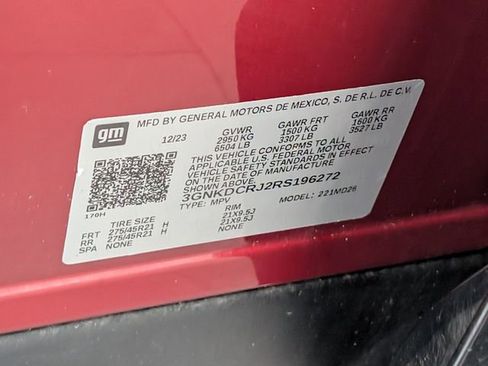 gm
MFD BY GENERAL MOTORS DE MEXICO, S. DE R.L. DE C.V.
12/23 GVWR GAWR FRT GAWR RR
2950 KG 1500 KG 1600 KG
6504 LB 3307 LB 3527 LB
THIS VEHICLE CONFORMS TO ALL
APPLICABLE U.S. FEDERAL MOTOR
VEHICLE SAFETY STANDARDS IN EFFECT
ON THE DATE OF MANUFACTURE
SHOWN ABOVE.
3GNKDCRJ2RS196272
TYPE: MPV MODEL: 221MD26
170H
TIRE SIZE RIM
FRT 275/45R21 H 21X9.5J
RR 275/45R21 H 21X9.5J
SPA NONE NONE